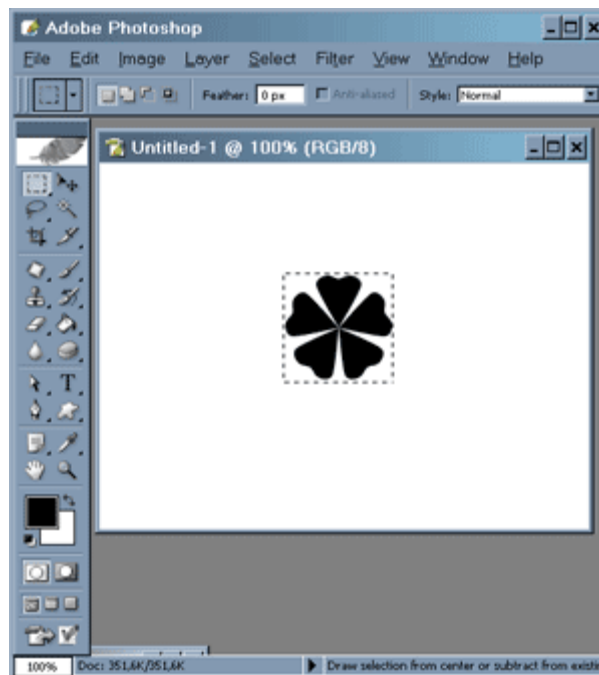 Adobe Photoshop
File Edit Image Layer Select Filter View Window Help
Feather: 0 px Anti-aliased Style: Normal
Untitled-1 @ 100% (RGB/8)
T
100% Doc: 351,6K/351,6K Draw selection from center or subtract from existin